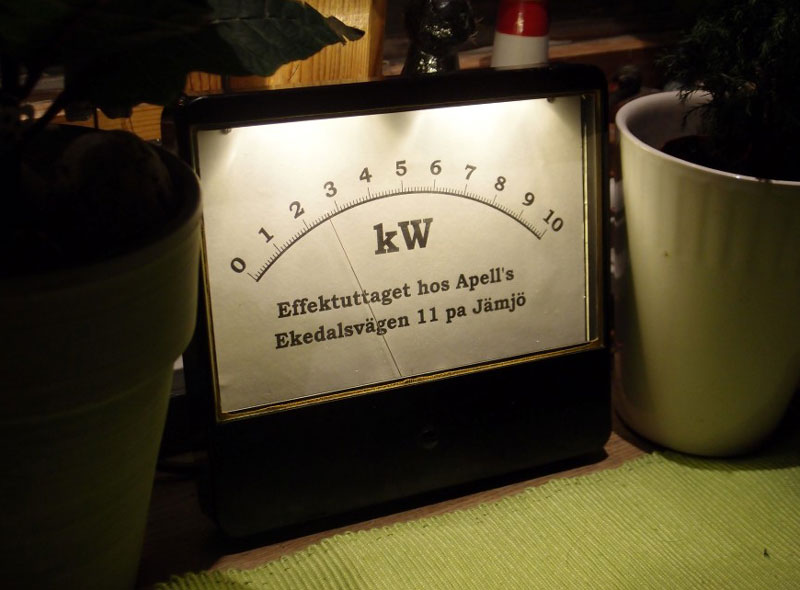 0 1 2 3 4 5 6 7 8 9 10
kW
Effektuttaget hos Apell's
Ekedalsvägen 11 pa Jämjö